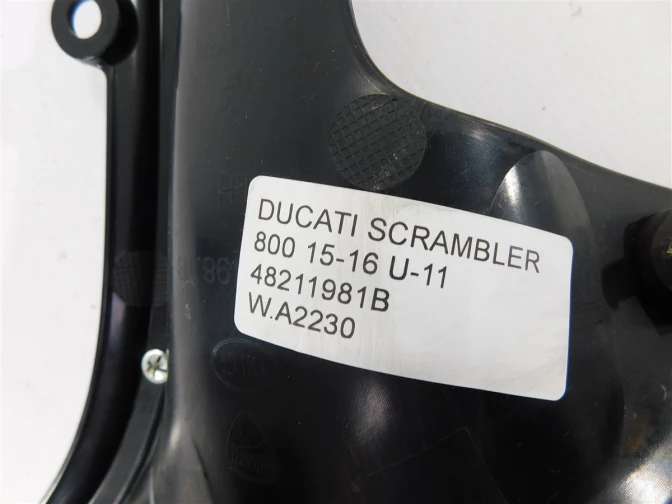 DUCATI SCRAMBLER
800 15-16 U-11
48211981B
W.A2230